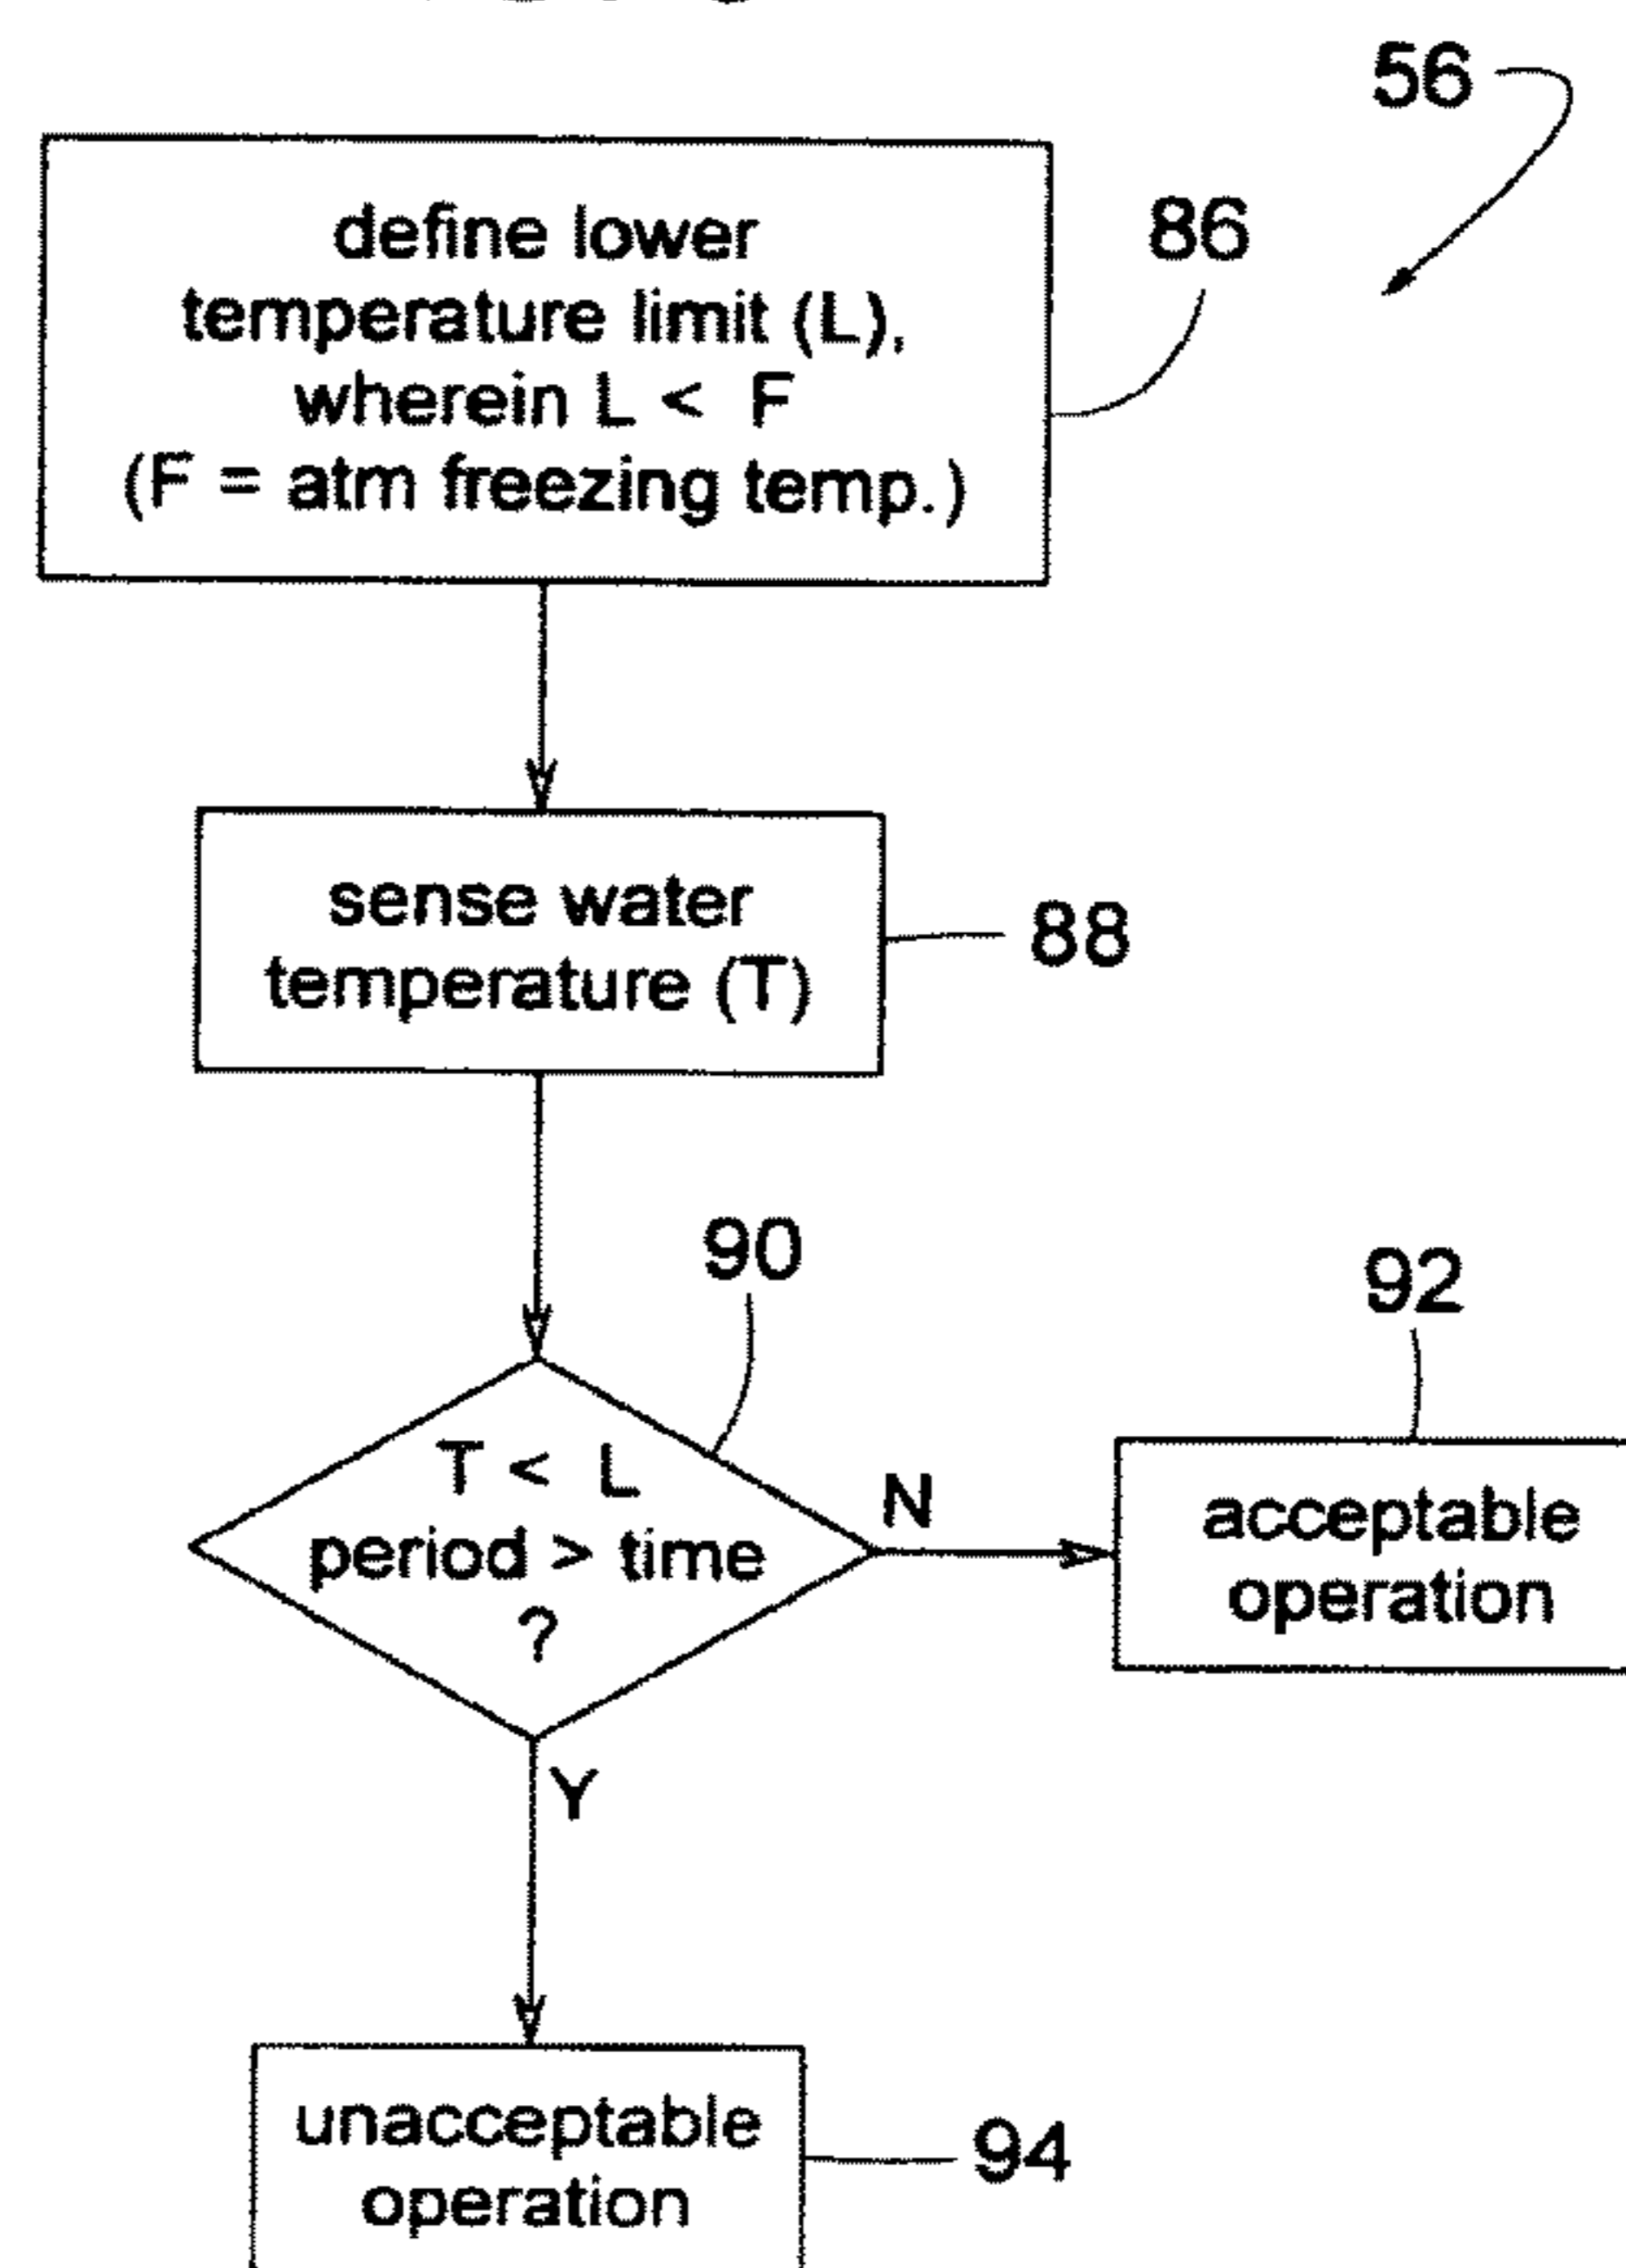 56
define lower
temperature limit (L),
wherein L < F
(F = atm freezing temp.)
86
sense water
temperature (T)
88
90
T < L
period > time
?
N
92
acceptable
operation
Y
unacceptable
operation
94